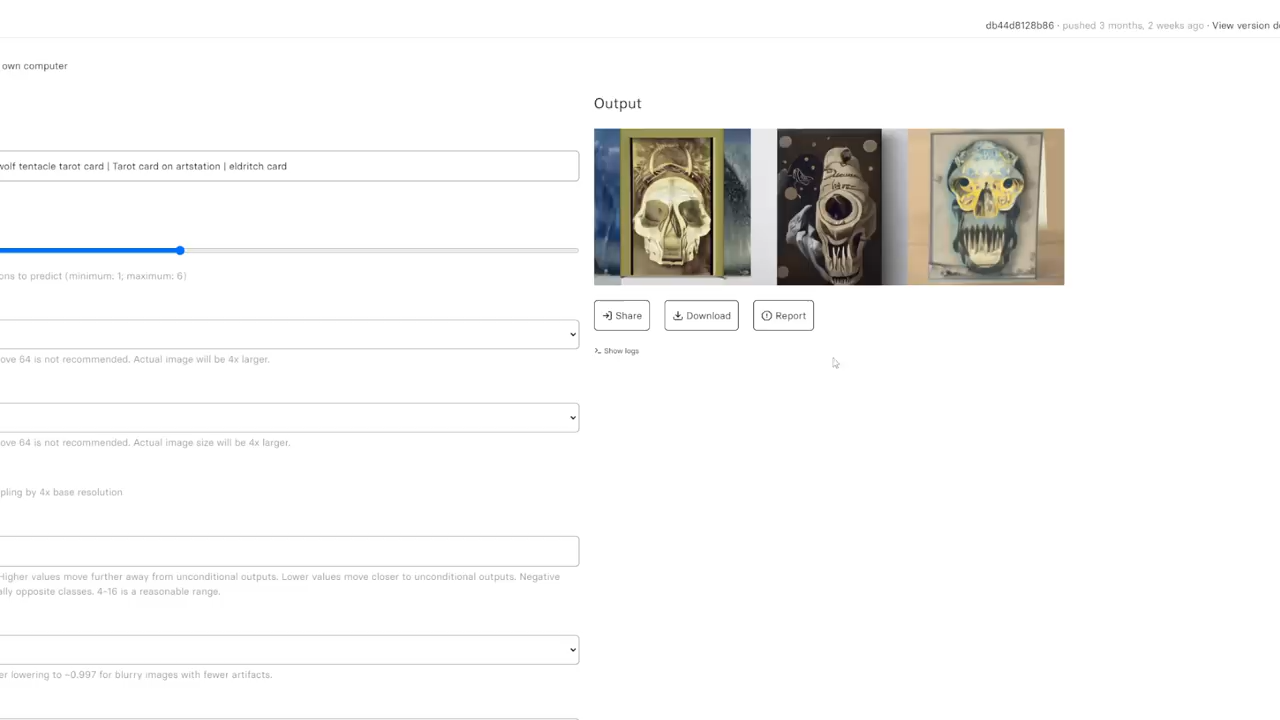 db44d8128b86 · pushed 3 months, 2 weeks ago · View version
own computer
Output
wolf tentacle tarot card | Tarot card on artstation | eldritch card
ons to predict (minimum: 1; maximum: 6)
Share
Download
Report
Show logs
ove 64 is not recommended. Actual image will be 4x larger.
ove 64 is not recommended. Actual image size will be 4x larger.
pling by 4x base resolution
Higher values move further away from unconditional outputs. Lower values move closer to unconditional outputs. Negative
ally opposite classes. 4-16 is a reasonable range.
er lowering to ~0.997 for blurry images with fewer artifacts.